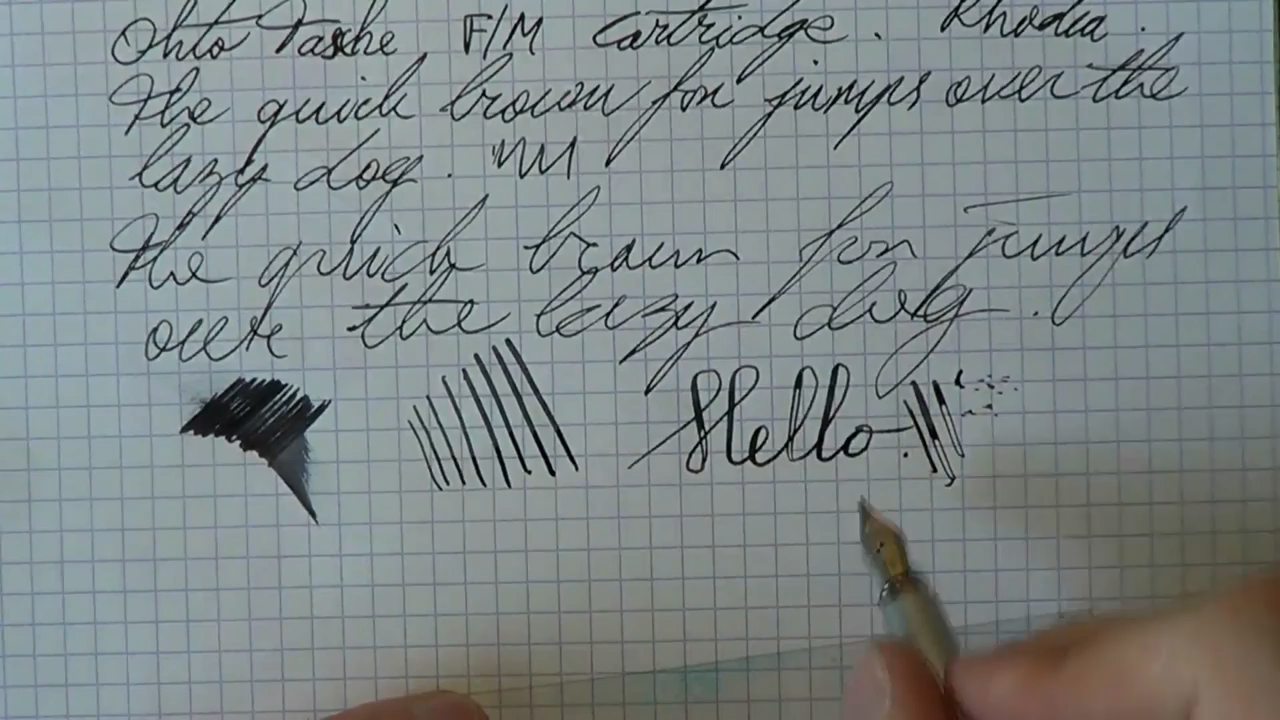 Ohto Tasche F/M Cartridge. Rhodia.
The quick brown fox jumps over the
lazy dog.
The quick brown fox jumps
over the lazy dog.
Hello.